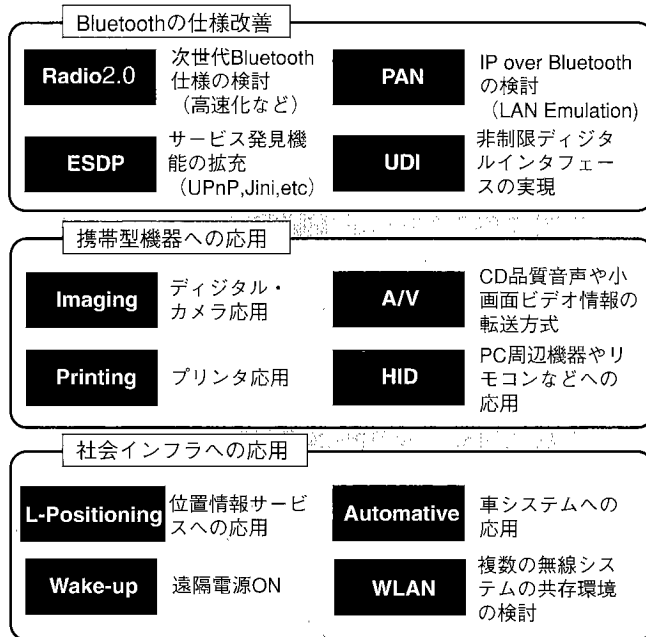 Bluetoothの仕様改善
Radio2.0
次世代Bluetooth
仕様の検討
（高速化など）
PAN
IP over Bluetooth
の検討
（LAN Emulation)
ESDP
サービス発見機
能の拡充
（UPnP,Jini,etc）
UDI
非制限ディジタ
ルインタフェー
スの実現
携帯型機器への応用
Imaging
ディジタル・
カメラ応用
A/V
CD品質音声や小
画面ビデオ情報の
転送方式
Printing
プリンタ応用
HID
PC周辺機器やリ
モコンなどへの
応用
社会インフラへの応用
L-Positioning
位置情報サービ
スへの応用
Automative
車システムへの
応用
Wake-up
遠隔電源ON
WLAN
複数の無線シス
テムの共存環境
の検討